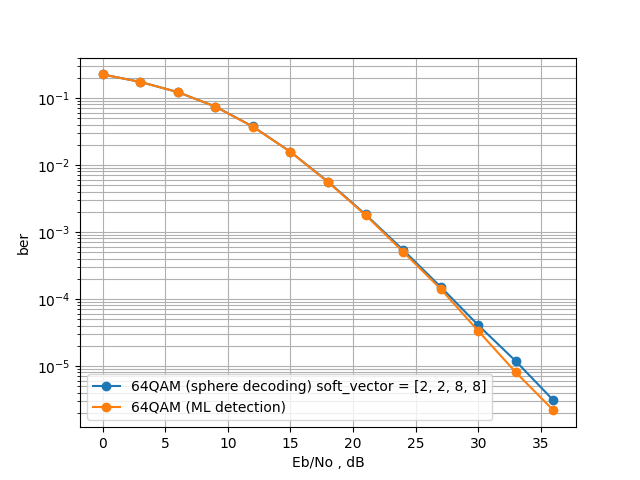 10⁻¹
10⁻²
10⁻³
10⁻⁴
10⁻⁵
ber
64QAM (sphere decoding) soft_vector = [2, 2, 8, 8]
64QAM (ML detection)
0 5 10 15 20 25 30 35
Eb/No , dB